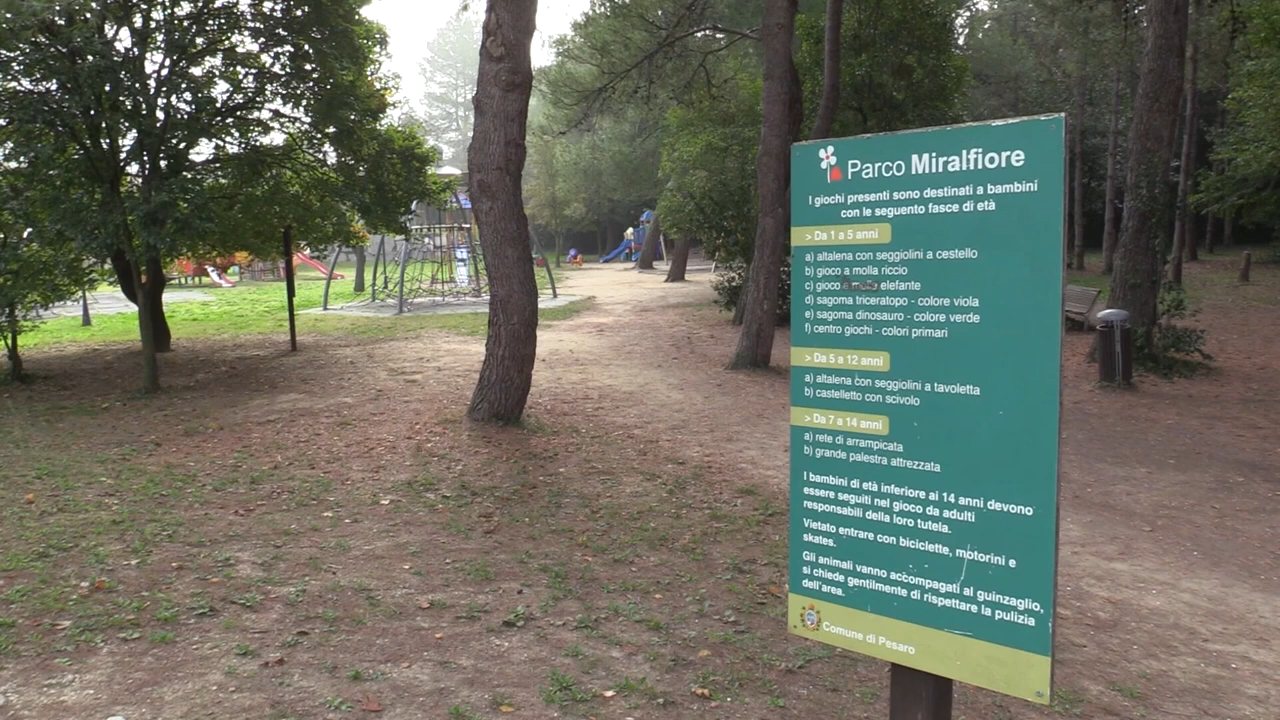 Parco Miralfiore
I giochi presenti sono destinati a bambini
con le seguento fasce di età
> Da 1 a 5 anni
a) altalena con seggiolini a cestello
b) gioco a molla riccio
c) gioco a molla elefante
d) sagoma triceratopo - colore viola
e) sagoma dinosauro - colore verde
f) centro giochi - colori primari
> Da 5 a 12 anni
a) altalena con seggiolini a tavoletta
b) castelletto con scivolo
> Da 7 a 14 anni
a) rete di arrampicata
b) grande palestra attrezzata
I bambini di età inferiore ai 14 anni devono
essere seguiti nel gioco da adulti
responsabili della loro tutela.
Vietato entrare con biciclette, motorini e
skates.
Gli animali vanno accompagati al guinzaglio,
si chiede gentilmente di rispettare la pulizia
dell'area.
Comune di Pesaro